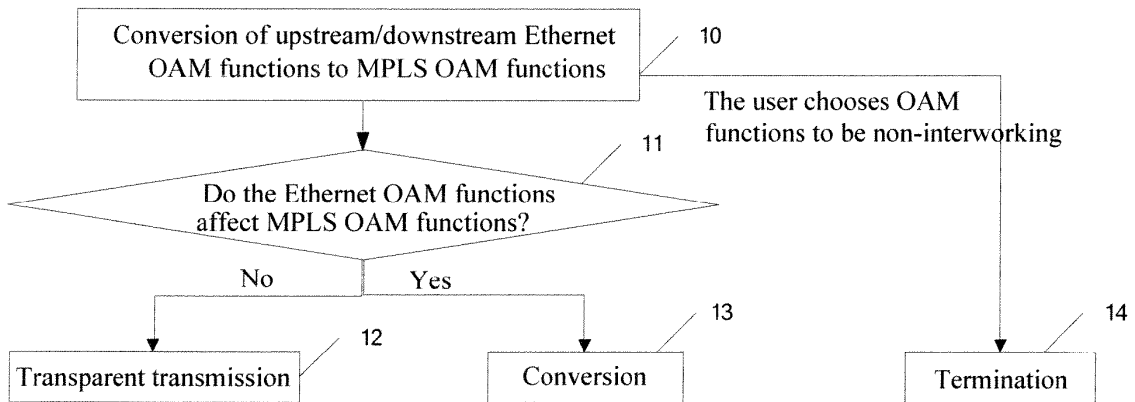 Conversion of upstream/downstream Ethernet
OAM functions to MPLS OAM functions
10
The user chooses OAM
functions to be non-interworking
11
Do the Ethernet OAM functions
affect MPLS OAM functions?
No
Yes
12
13
14
Transparent transmission
Conversion
Termination